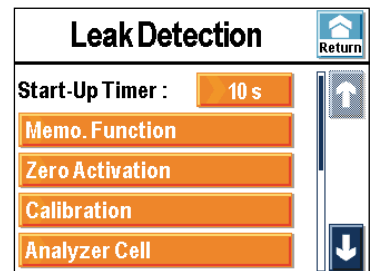 Leak Detection
Return
Start-Up Timer : 10 s
Memo. Function
Zero Activation
Calibration
Analyzer Cell